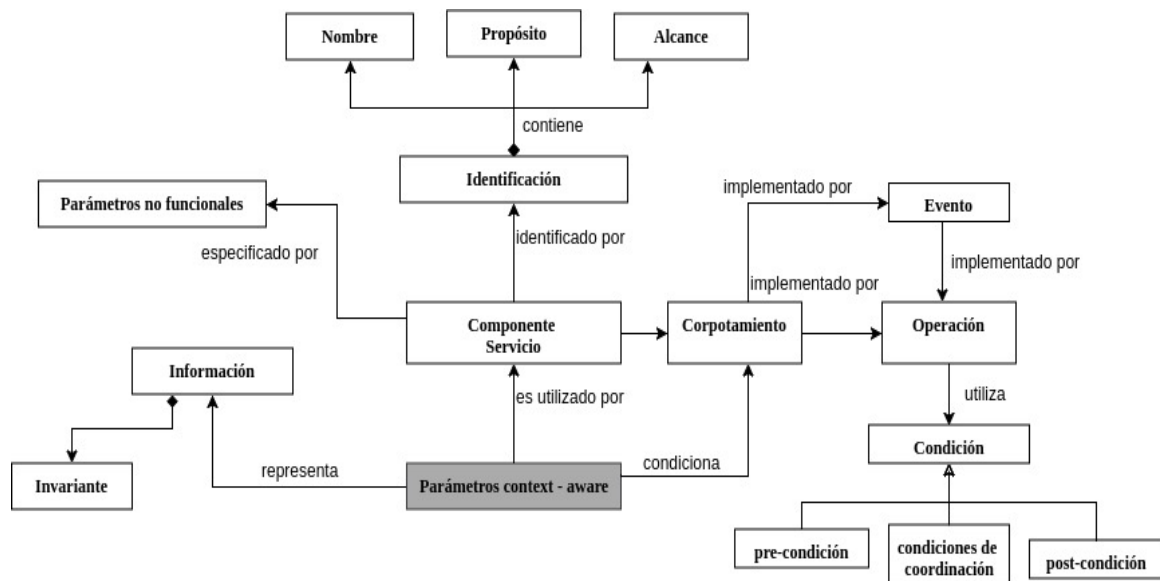 Nombre
Propósito
Alcance
contiene
Identificación
Parámetros no funcionales
implementado por
Evento
especificado por
identificado por
implementado por
implementado por
Componente
Servicio
Corpotamiento
Operación
Información
es utilizado por
utiliza
Condición
representa
condiciona
Invariante
Parámetros context - aware
pre-condición
condiciones de
coordinación
post-condición